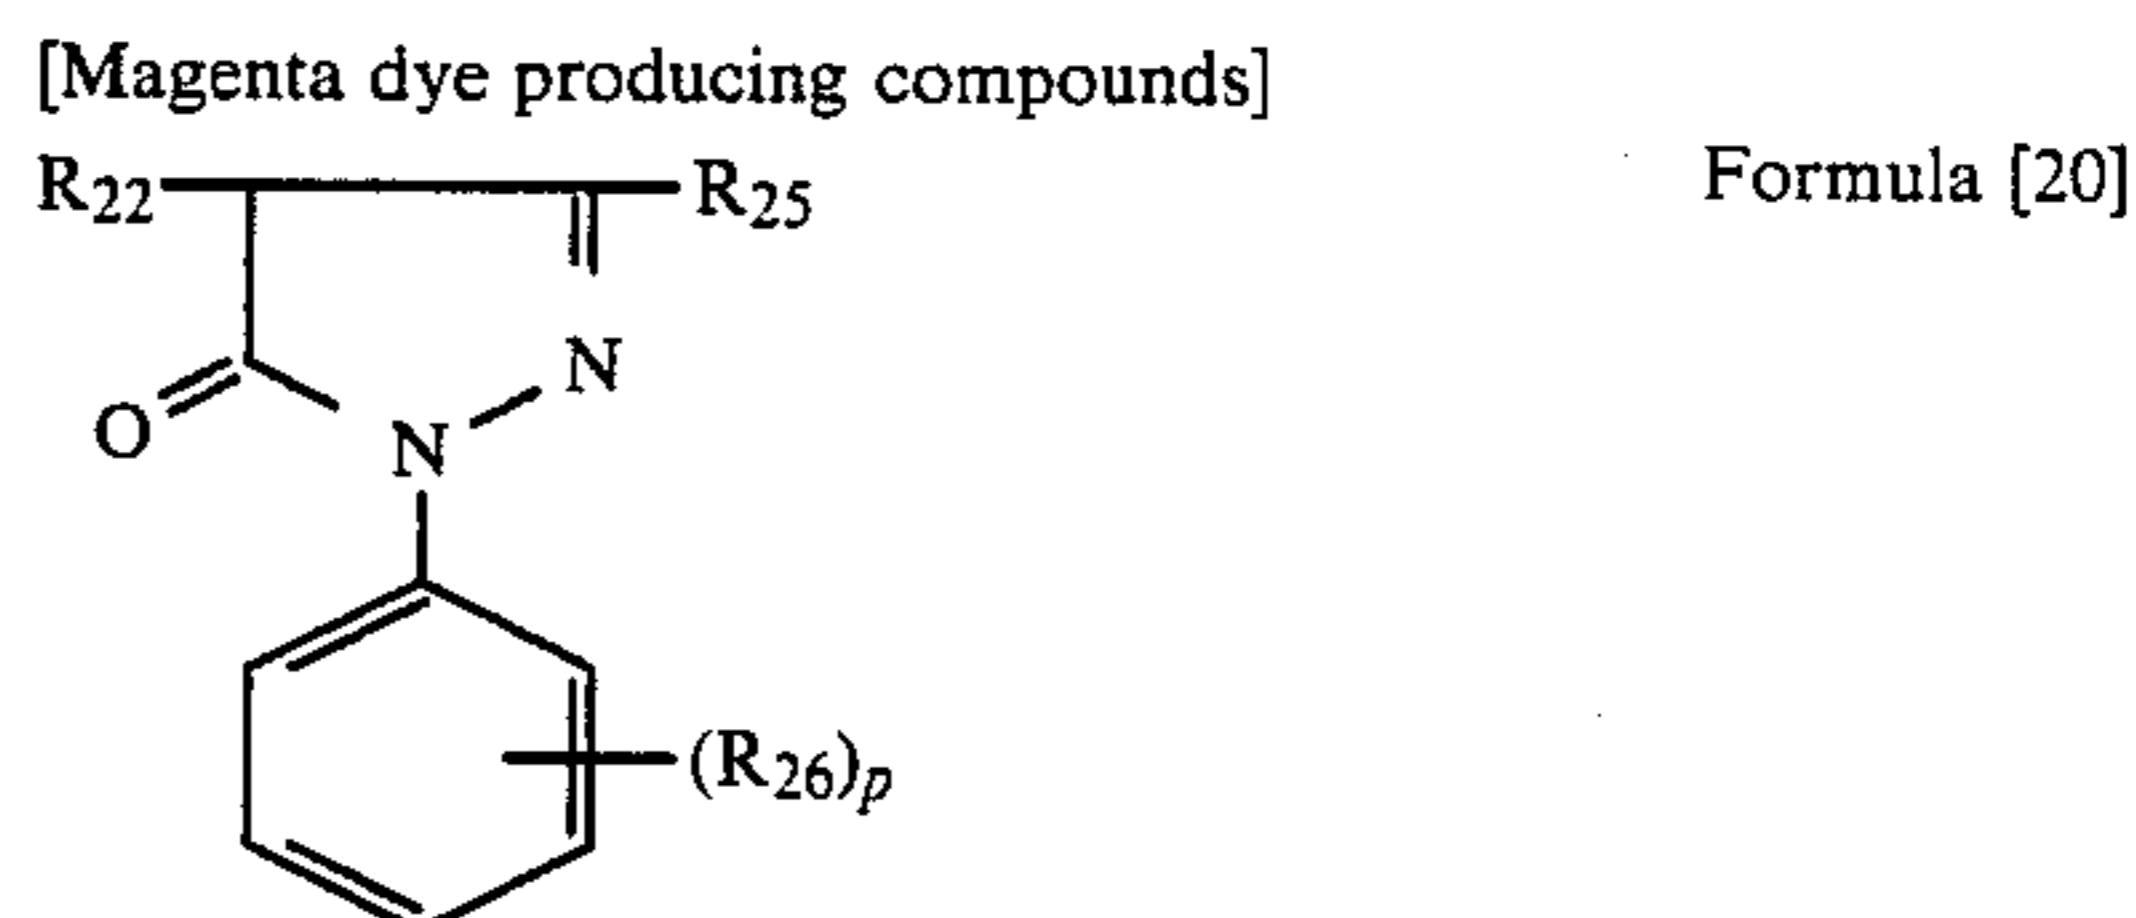 [Magenta dye producing compounds]
R22 R25 Formula [20]
N
O
N
(R26)p